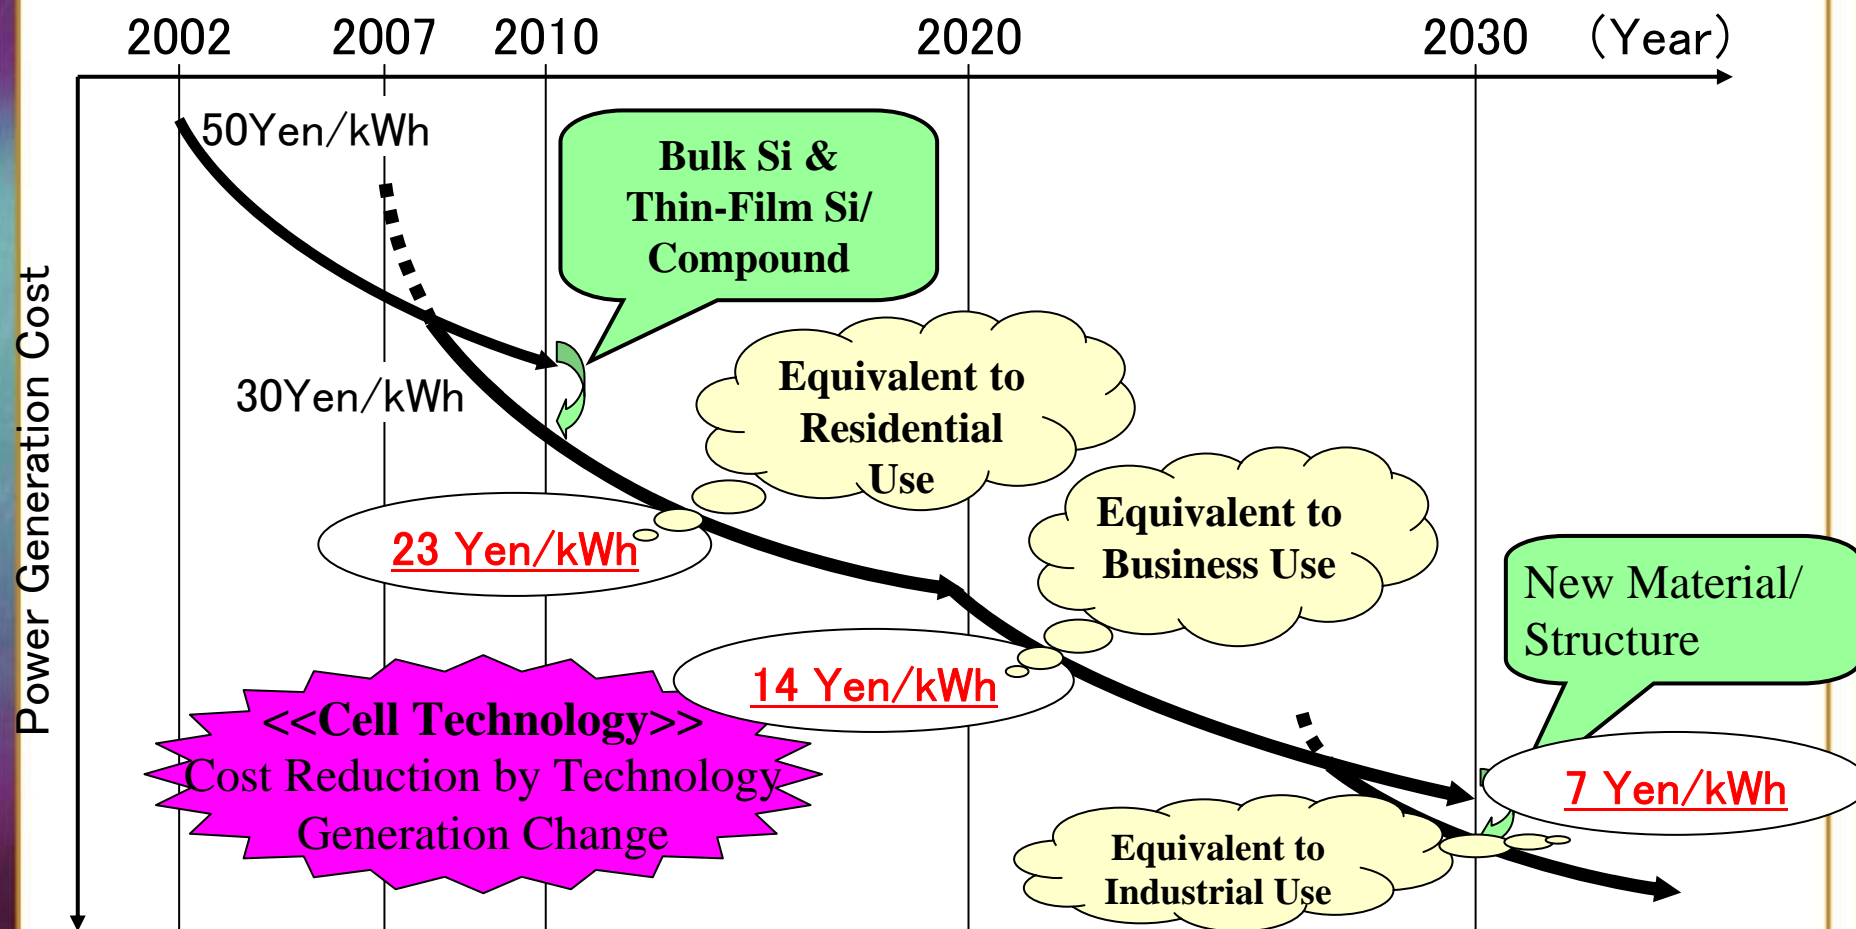 2002 2007 2010 2020 2030 (Year)
Power Generation Cost
50Yen/kWh
Bulk Si &
Thin-Film Si/
Compound
30Yen/kWh
Equivalent to
Residential
Use
23 Yen/kWh
Equivalent to
Business Use
New Material/
Structure
14 Yen/kWh
<<Cell Technology>>
Cost Reduction by Technology
Generation Change
7 Yen/kWh
Equivalent to
Industrial Use